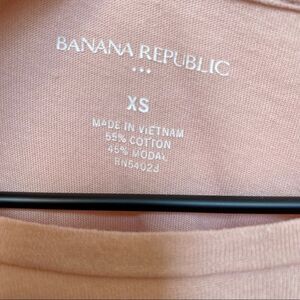 BANANA REPUBLIC
XS
MADE IN VIETNAM
55% COTTON
45% MODAL
RN54023